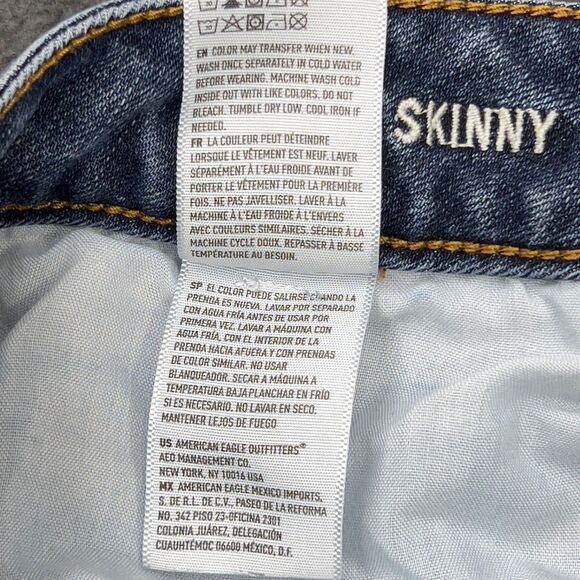 EN COLOR MAY TRANSFER WHEN NEW.
WASH ONCE SEPARATELY IN COLD WATER
BEFORE WEARING. MACHINE WASH COLD
INSIDE OUT WITH LIKE COLORS. DO NOT
BLEACH. TUMBLE DRY LOW. COOL IRON IF
NEEDED.
FR LA COULEUR PEUT DÉTEINDRE
LORSQUE LE VÊTEMENT EST NEUF. LAVER
SÉPARÉMENT À L'EAU FROIDE AVANT DE
PORTER LE VÊTEMENT POUR LA PREMIÈRE
FOIS. NE PAS JAVELLISER. LAVER À LA
MACHINE À L'EAU FROIDE À L'ENVERS
AVEC COULEURS SIMILAIRES. SÉCHER À LA
MACHINE CYCLE DOUX. REPASSER À BASSE
TEMPÉRATURE AU BESOIN.
SP EL COLOR PUEDE SALIRSE CUANDO LA
PRENDA ES NUEVA. LAVAR POR SEPARADO
CON AGUA FRÍA ANTES DE USAR POR
PRIMERA VEZ. LAVAR A MÁQUINA CON
AGUA FRÍA, CON EL INTERIOR DE LA
PRENDA HACIA AFUERA Y CON PRENDAS
DE COLOR SIMILAR. NO USAR
BLANQUEADOR. SECAR A MÁQUINA A
TEMPERATURA BAJA.PLANCHAR EN FRÍO
SI ES NECESARIO. NO LAVAR EN SECO.
MANTENER LEJOS DE FUEGO
US AMERICAN EAGLE OUTFITTERS®
AEO MANAGEMENT CO.
NEW YORK, NY 10016 USA
MX AMERICAN EAGLE MEXICO IMPORTS,
S. DE R.L. DE C.V., PASEO DE LA REFORMA
NO. 342 PISO 23-OFICINA 2301
COLONIA JUÁREZ, DELEGACIÓN
CUAUHTÉMOC 06600 MÉXICO, D.F.
SKINNY